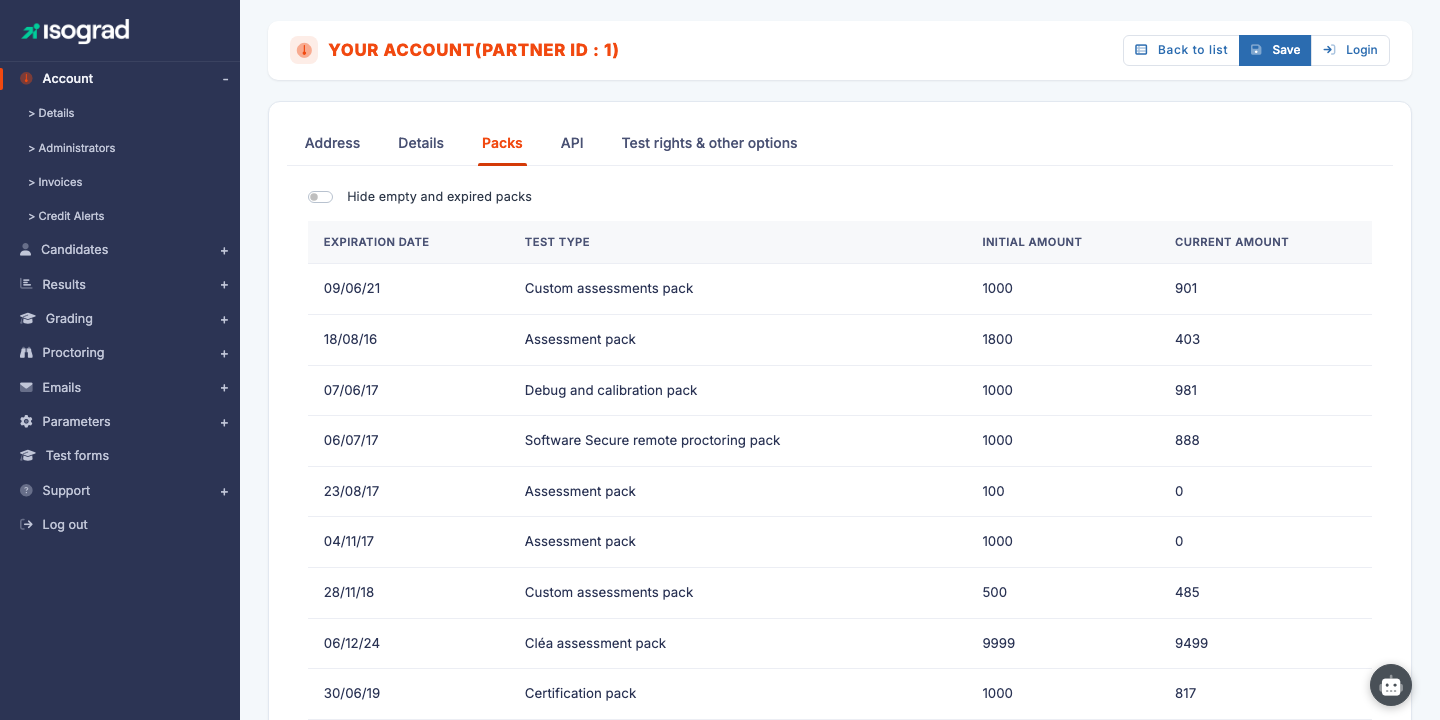 isograd
Account -
> Details
> Administrators
> Invoices
> Credit Alerts
Candidates +
Results +
Grading +
Proctoring +
Emails +
Parameters +
Test forms
Support +
Log out
YOUR ACCOUNT(PARTNER ID : 1)
Back to list Save Login
Address Details Packs API Test rights & other options
Hide empty and expired packs
EXPIRATION DATE TEST TYPE INITIAL AMOUNT CURRENT AMOUNT
09/06/21 Custom assessments pack 1000 901
18/08/16 Assessment pack 1800 403
07/06/17 Debug and calibration pack 1000 981
06/07/17 Software Secure remote proctoring pack 1000 888
23/08/17 Assessment pack 100 0
04/11/17 Assessment pack 1000 0
28/11/18 Custom assessments pack 500 485
06/12/24 Cléa assessment pack 9999 9499
30/06/19 Certification pack 1000 817